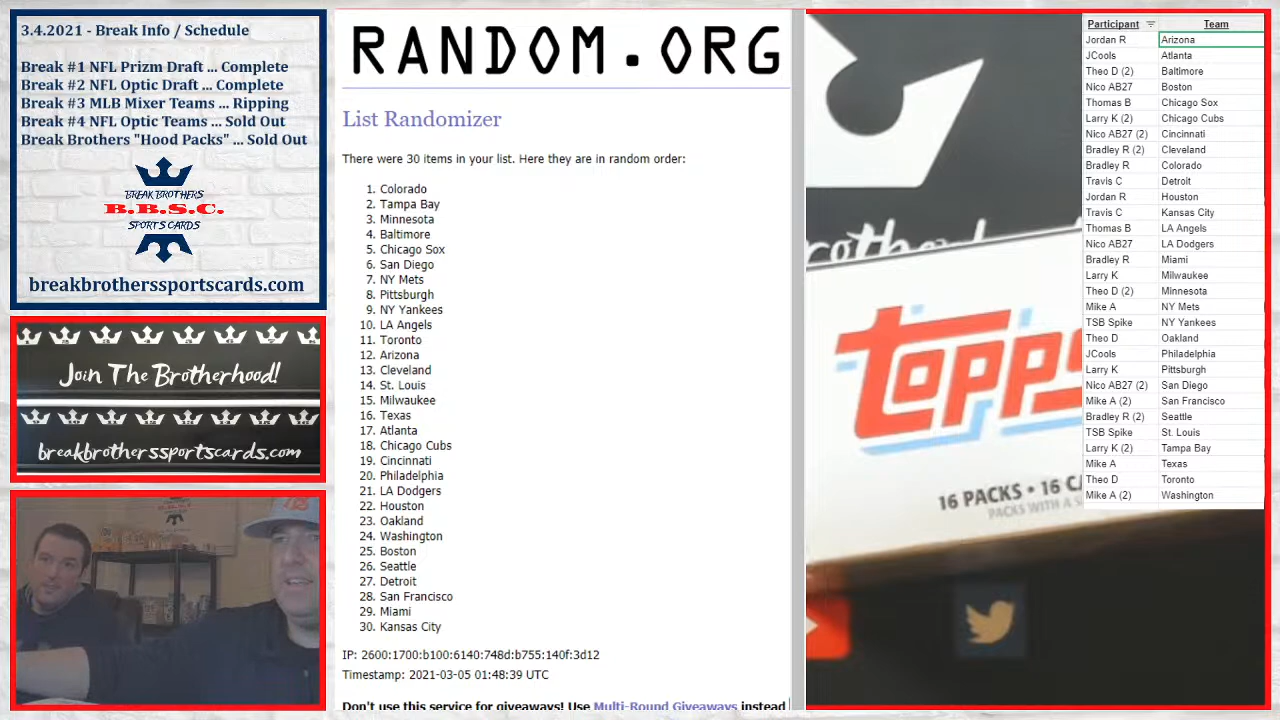 3.4.2021 - Break Info / Schedule
Break #1 NFL Prizm Draft ... Complete
Break #2 NFL Optic Draft ... Complete
Break #3 MLB Mixer Teams ... Ripping
Break #4 NFL Optic Teams ... Sold Out
Break Brothers "Hood Packs" ... Sold Out
BREAK BROTHERS
B.B.S.C.
SPORTS CARDS
breakbrotherssportscards.com
Join The Brotherhood!
breakbrotherssportscards.com
RANDOM.ORG
List Randomizer
There were 30 items in your list. Here they are in random order:
1. Colorado
2. Tampa Bay
3. Minnesota
4. Baltimore
5. Chicago Sox
6. San Diego
7. NY Mets
8. Pittsburgh
9. NY Yankees
10. LA Angels
11. Toronto
12. Arizona
13. Cleveland
14. St. Louis
15. Milwaukee
16. Texas
17. Atlanta
18. Chicago Cubs
19. Cincinnati
20. Philadelphia
21. LA Dodgers
22. Houston
23. Oakland
24. Washington
25. Boston
26. Seattle
27. Detroit
28. San Francisco
29. Miami
30. Kansas City
IP: 2600:1700:b100:6140:748d:b755:140f:3d12
Timestamp: 2021-03-05 01:48:39 UTC
Don't use this service for giveaways! Use Multi-Round Giveaways instead
Topps
16 PACKS • 16 CA
PACKS WITH A S
Participant Team
Jordan R Arizona
JCools Atlanta
Theo D (2) Baltimore
Nico AB27 Boston
Thomas B Chicago Sox
Larry K (2) Chicago Cubs
Nico AB27 (2) Cincinnati
Bradley R (2) Cleveland
Bradley R Colorado
Travis C Detroit
Jordan R Houston
Travis C Kansas City
Thomas B LA Angels
Nico AB27 LA Dodgers
Bradley R Miami
Larry K Milwaukee
Theo D (2) Minnesota
Mike A NY Mets
TSB Spike NY Yankees
Theo D Oakland
JCools Philadelphia
Larry K Pittsburgh
Nico AB27 (2) San Diego
Mike A (2) San Francisco
Bradley R (2) Seattle
TSB Spike St. Louis
Larry K (2) Tampa Bay
Mike A Texas
Theo D Toronto
Mike A (2) Washington